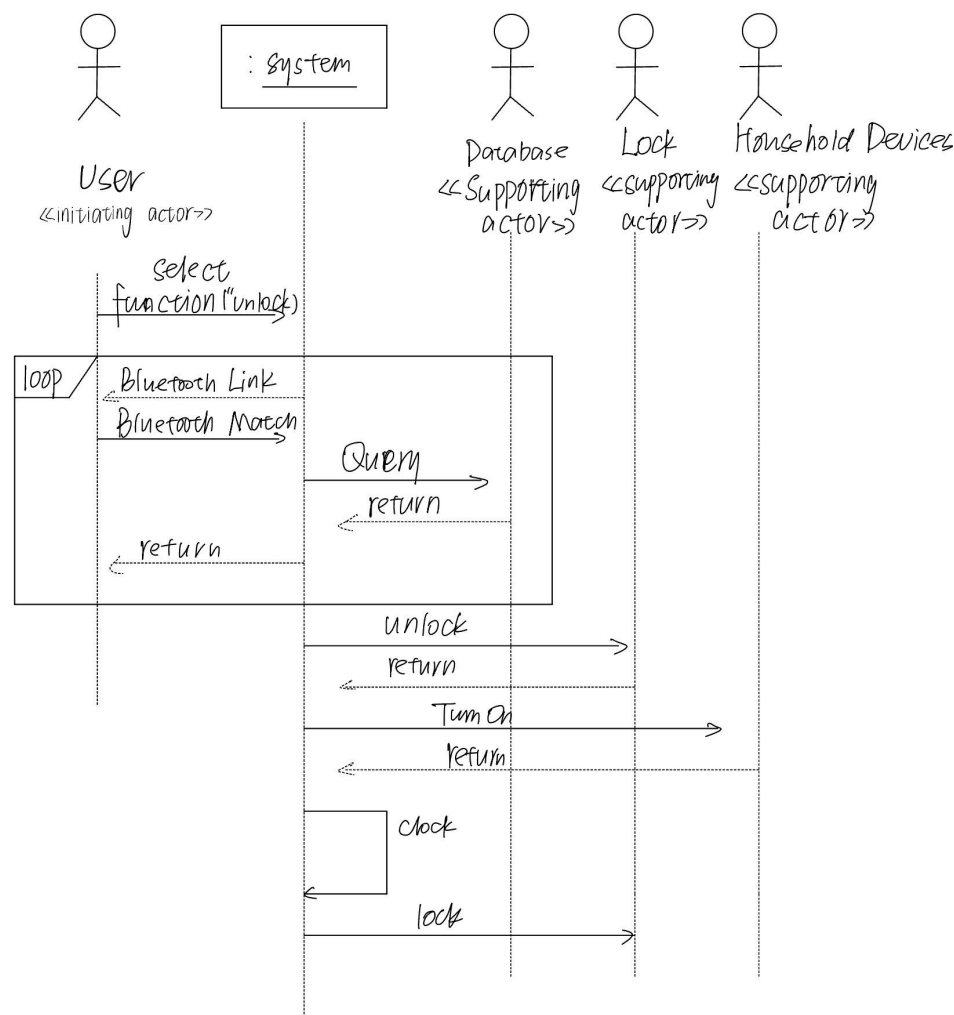 : system
User
<<initiating actor>>
Database
<<Supporting
actor>>
Lock
<<supporting
actor>>
Household Devices
<<supporting
actor>>
select
function("unlock)
loop
Bluetooth Link
Bluetooth Match
Query
return
return
unlock
return
Turn On
return
clock
lock